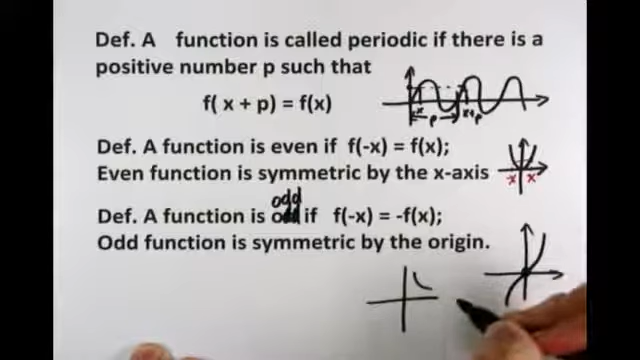 Def. A function is called periodic if there is a
positive number p such that
f( x + p) = f(x)
x p x+p
Def. A function is even if f(-x) = f(x);
Even function is symmetric by the x-axis
-x x
odd
Def. A function is odd if f(-x) = -f(x);
Odd function is symmetric by the origin.